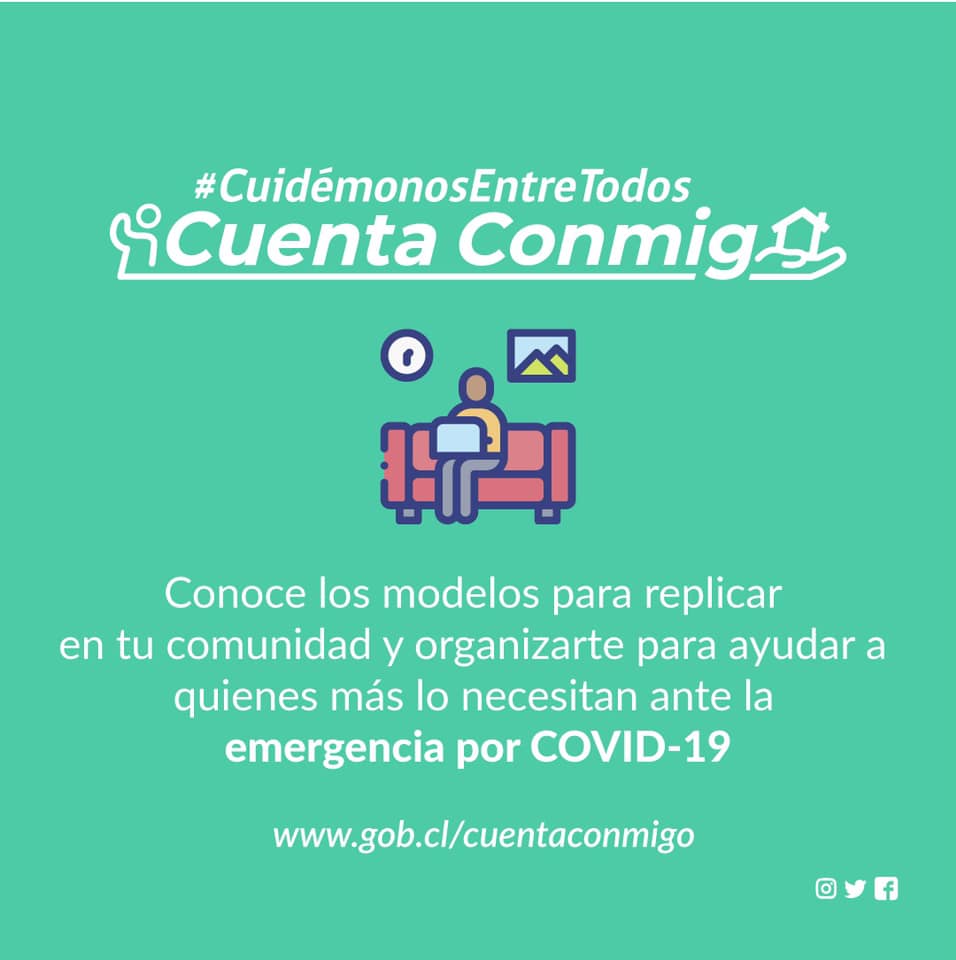 #CuidémonosEntreTodos
Cuenta Conmigo
Conoce los modelos para replicar
en tu comunidad y organizarte para ayudar a
quienes más lo necesitan ante la
emergencia por COVID-19
www.gob.cl/cuentaconmigo